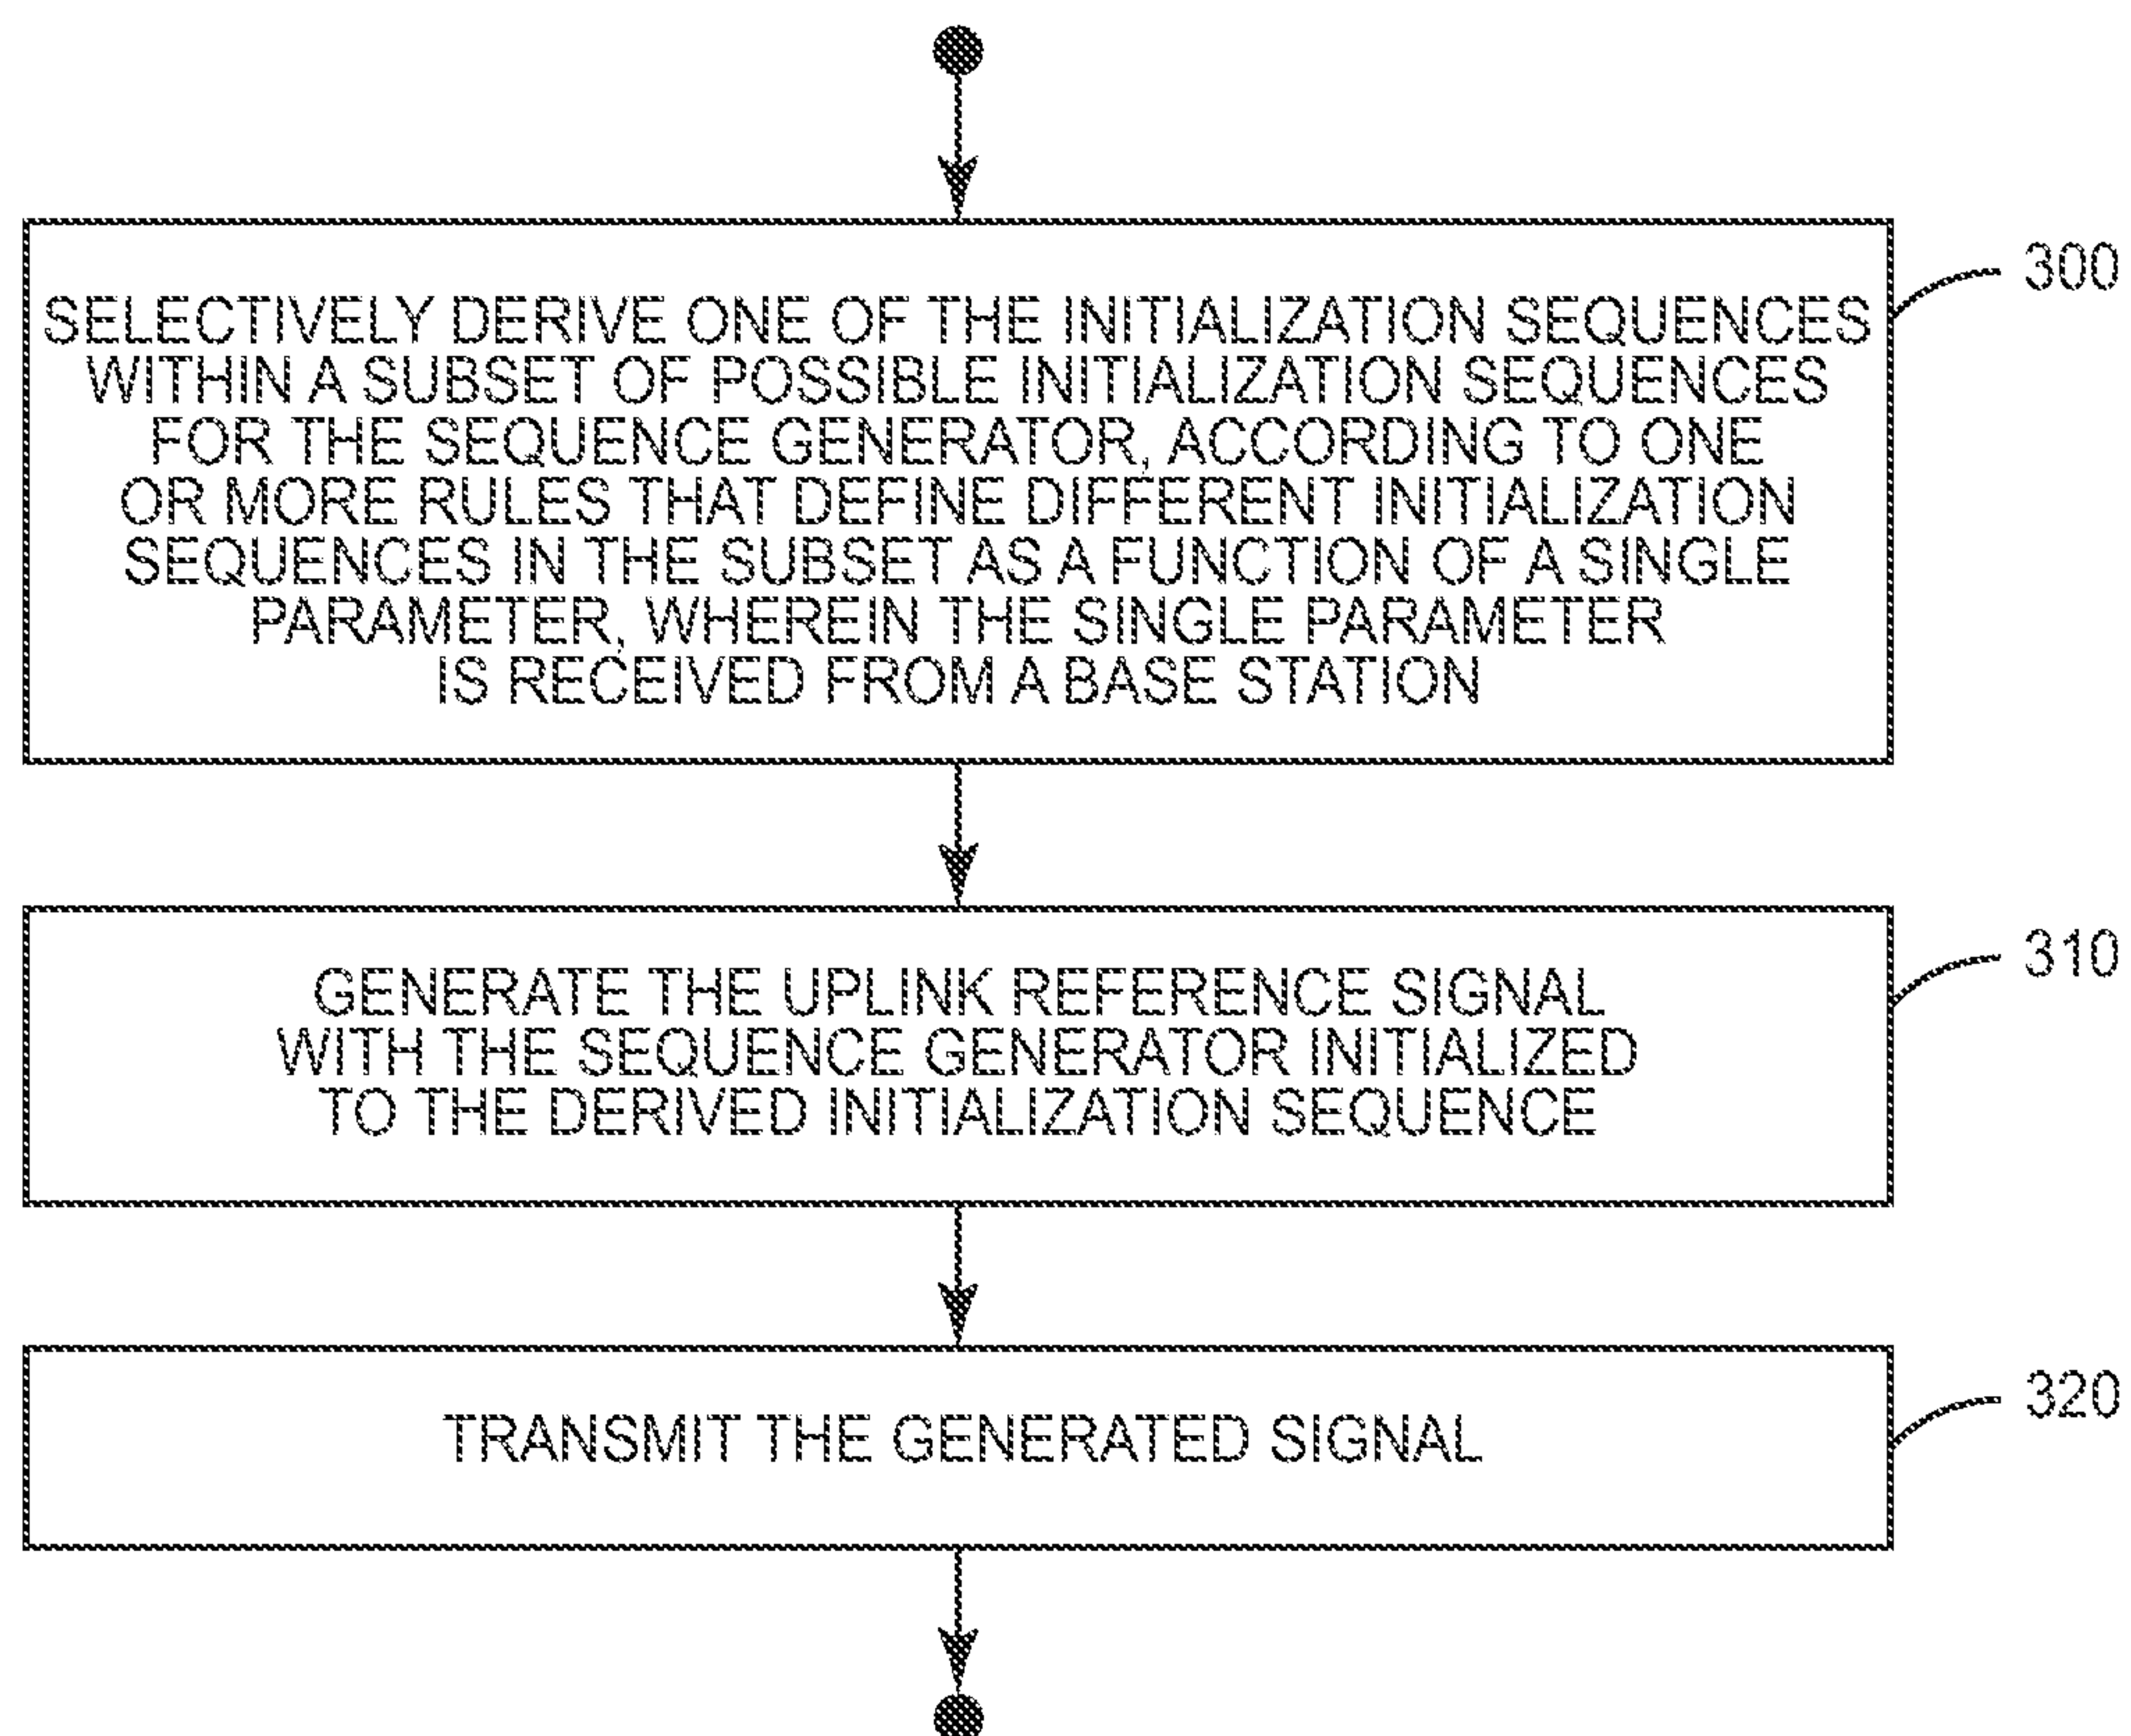 SELECTIVELY DERIVE ONE OF THE INITIALIZATION SEQUENCES
WITHIN A SUBSET OF POSSIBLE INITIALIZATION SEQUENCES
FOR THE SEQUENCE GENERATOR, ACCORDING TO ONE
OR MORE RULES THAT DEFINE DIFFERENT INITIALIZATION
SEQUENCES IN THE SUBSET AS A FUNCTION OF A SINGLE
PARAMETER, WHEREIN THE SINGLE PARAMETER
IS RECEIVED FROM A BASE STATION
300
GENERATE THE UPLINK REFERENCE SIGNAL
WITH THE SEQUENCE GENERATOR INITIALIZED
TO THE DERIVED INITIALIZATION SEQUENCE
310
TRANSMIT THE GENERATED SIGNAL
320